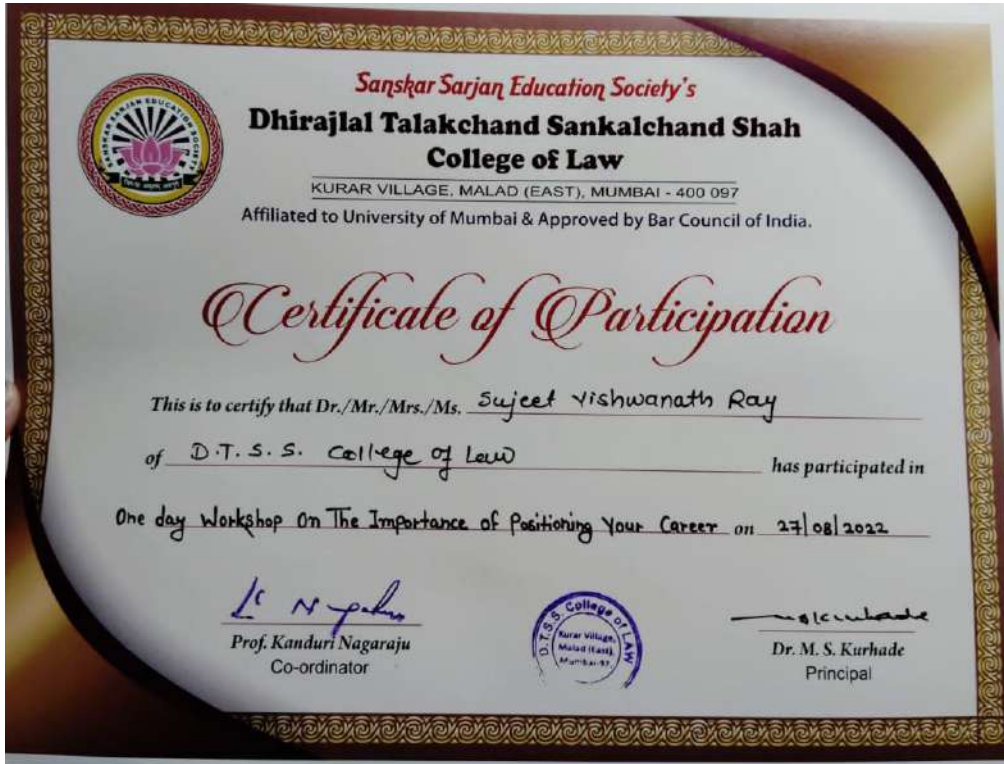 Sanskar Sarjan Education Society's
SANSKAR SARJAN EDUCATION SOCIETY
Dhirajlal Talakchand Sankalchand Shah
College of Law
KURAR VILLAGE, MALAD (EAST), MUMBAI - 400 097
Affiliated to University of Mumbai & Approved by Bar Council of India.
Certificate of Participation
This is to certify that Dr./Mr./Mrs./Ms. Sujeet Vishwanath Ray
of D.T.S.S. College of Law has participated in
One day Workshop On The Importance of Positioning Your Career on 27/08/2022
Prof. Kanduri Nagaraju
Co-ordinator
D.T.S.S. College of LAW
Kurar Village,
Malad (East),
Mumbai-97.
Dr. M. S. Kurhade
Principal